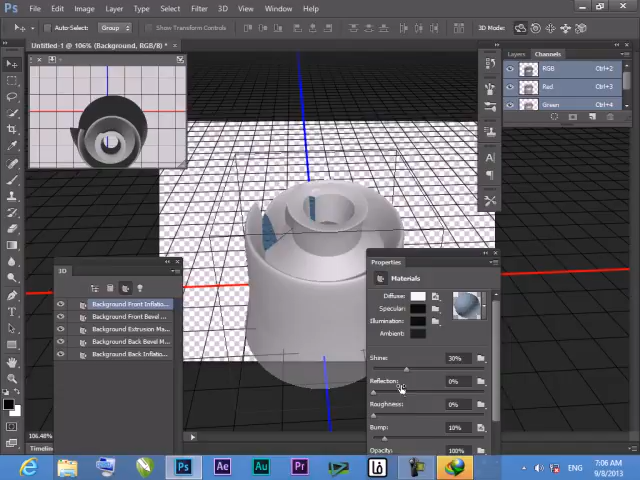 Ps File Edit Image Layer Type Select Filter 3D View Window Help
Auto-Select: Group Show Transform Controls 3D Mode:
Untitled-1 @ 106% (Background, RGB/8) * ×
Layers Channels
RGB Ctrl+2
Red Ctrl+3
Green Ctrl+4
3D
Background Front Inflatio...
Background Front Bevel ...
Background Extrusion Ma...
Background Back Bevel M...
Background Back Inflatio...
Properties
Materials
Diffuse:
Specular:
Illumination:
Ambient:
Shine: 30%
Reflection: 0%
Roughness: 0%
Bump: 10%
Opacity: 100%
106.48%
Timeline
Ps Ae Au Pr
ENG
7:06 AM
9/8/2013